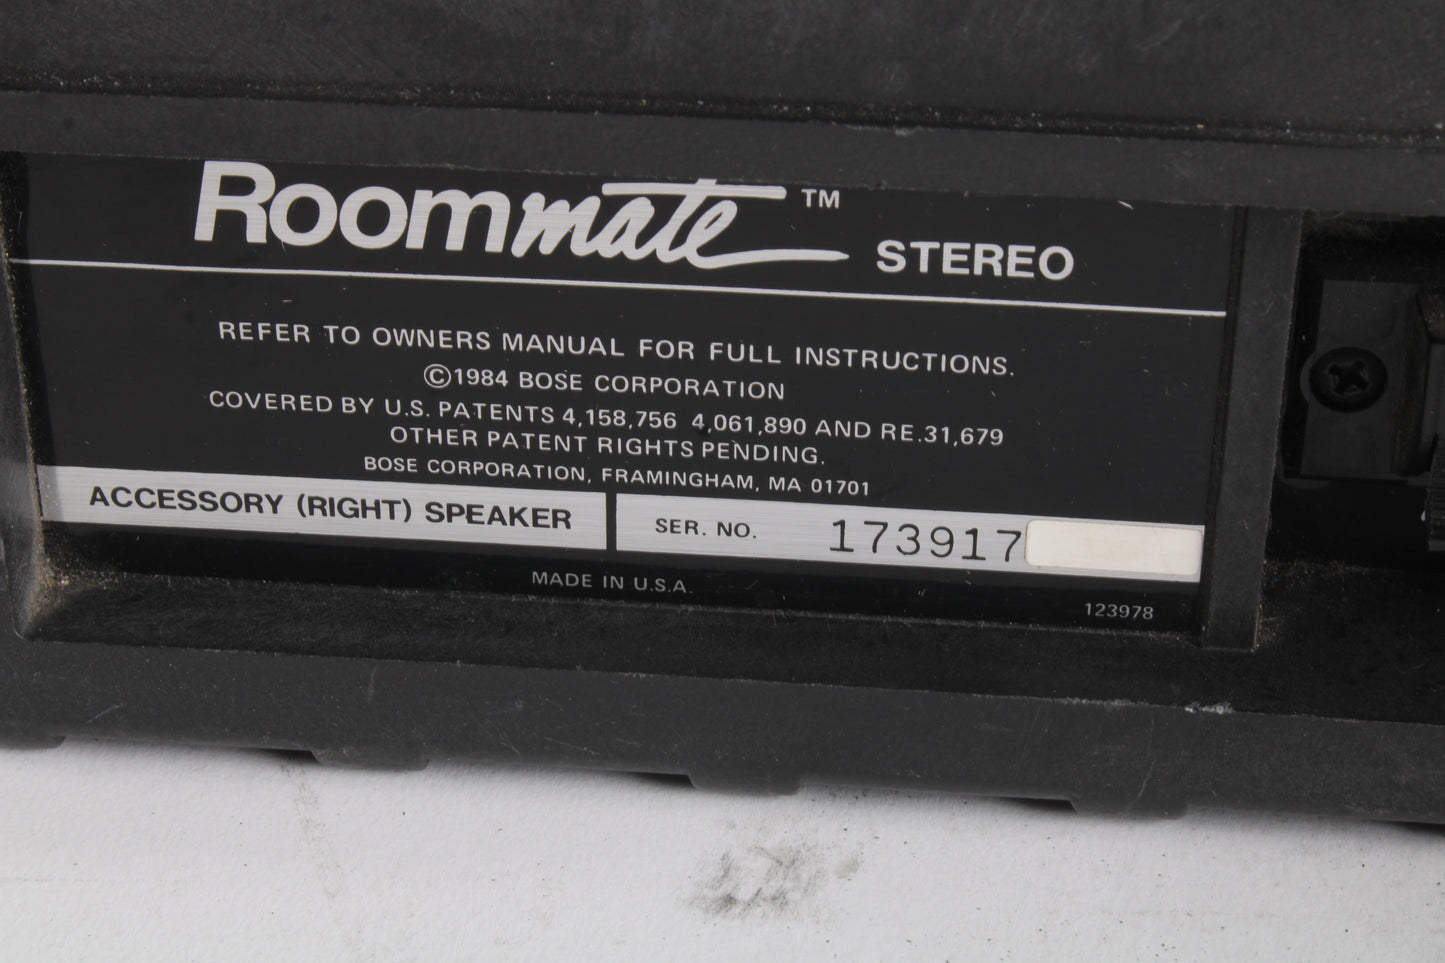 Roommate™ STEREO
REFER TO OWNERS MANUAL FOR FULL INSTRUCTIONS.
©1984 BOSE CORPORATION
COVERED BY U.S. PATENTS 4,158,756 4,061,890 AND RE.31,679
OTHER PATENT RIGHTS PENDING.
BOSE CORPORATION, FRAMINGHAM, MA 01701
ACCESSORY (RIGHT) SPEAKER SER. NO. 173917
MADE IN U.S.A.
123978